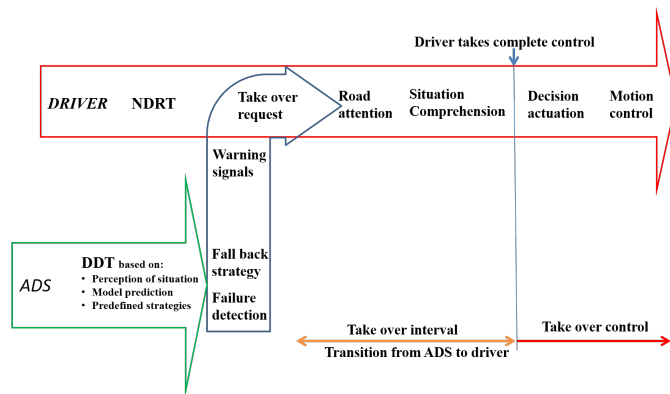 Driver takes complete control
DRIVER
NDRT
Take over
request
Road
attention
Situation
Comprehension
Decision
actuation
Motion
control
Warning
signals
ADS
DDT based on:
• Perception of situation
• Model prediction
• Predefined strategies
Fall back
strategy
Failure
detection
Take over interval
Transition from ADS to driver
Take over control